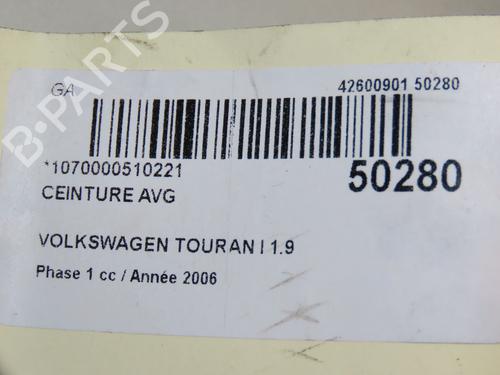 B-PARTS
GA
42600901 50280
*1070000510221
50280
CEINTURE AVG
VOLKSWAGEN TOURAN I 1.9
Phase 1 cc / Année 2006